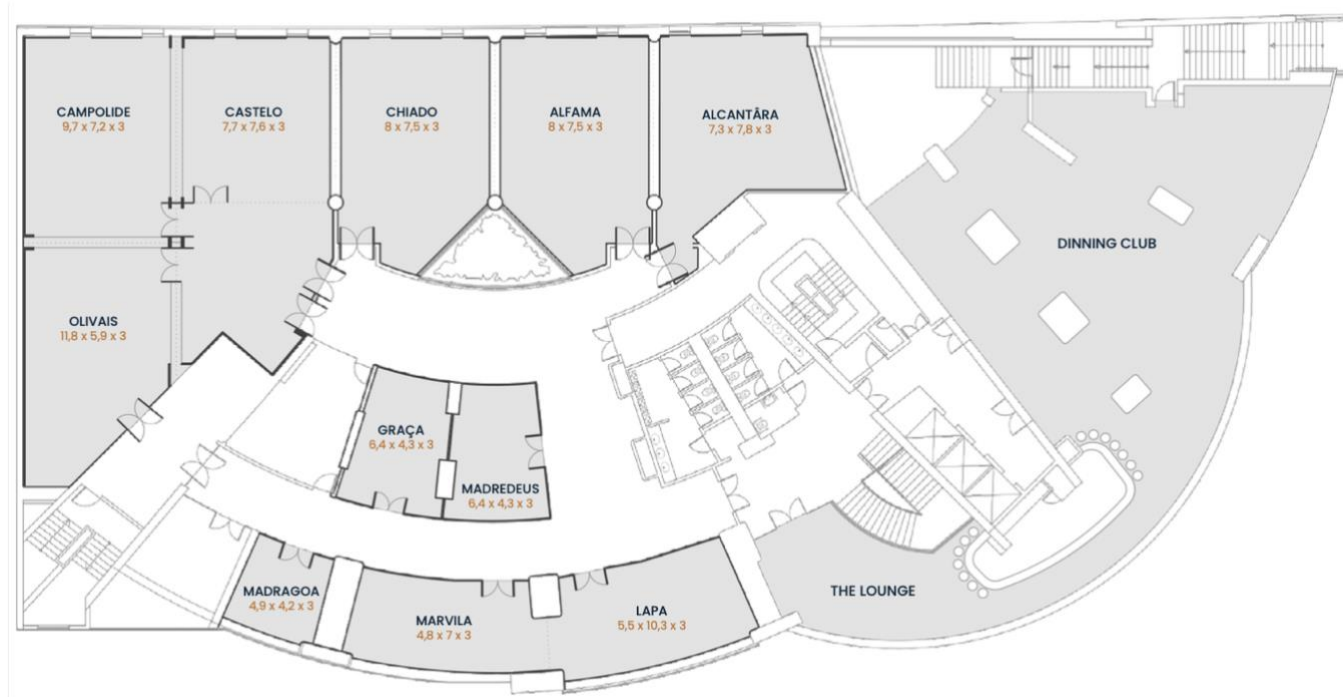 CAMPOLIDE
9,7 x 7,2 x 3
CASTELO
7,7 x 7,6 x 3
CHIADO
8 x 7,5 x 3
ALFAMA
8 x 7,5 x 3
ALCANTÂRA
7,3 x 7,8 x 3
DINNING CLUB
OLIVAIS
11,8 x 5,9 x 3
GRAÇA
6,4 x 4,3 x 3
MADREDEUS
6,4 x 4,3 x 3
MADRAGOA
4,9 x 4,2 x 3
MARVILA
4,8 x 7 x 3
LAPA
5,5 x 10,3 x 3
THE LOUNGE